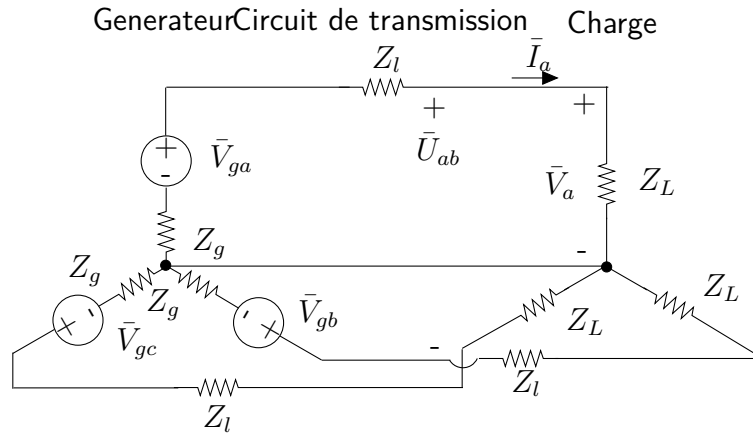 GenerateurCircuit de transmission Charge
Z_l
Ī_a
+
+
+
-
V̄_ga
Ū_ab
V̄_a
Z_L
Z_g
-
Z_g
Z_g
Z_L
-
+
V̄_gc
-
+
V̄_gb
Z_L
-
Z_l
Z_l